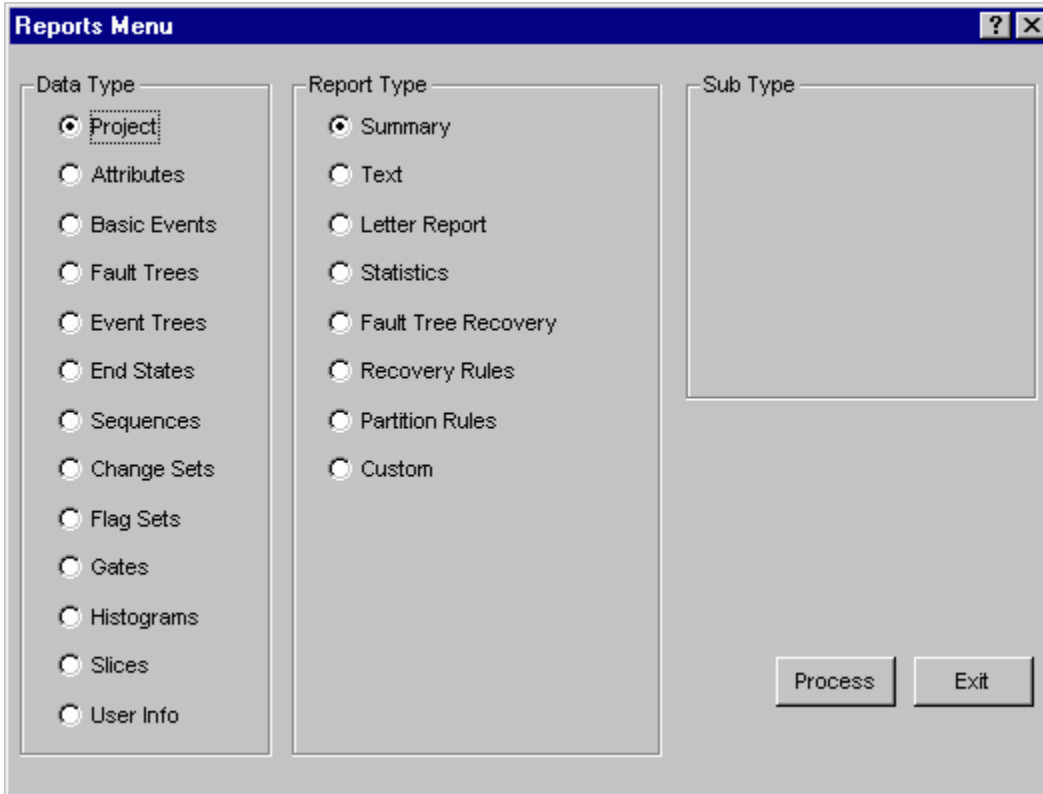 Reports Menu
Data Type
Project
Attributes
Basic Events
Fault Trees
Event Trees
End States
Sequences
Change Sets
Flag Sets
Gates
Histograms
Slices
User Info
Report Type
Summary
Text
Letter Report
Statistics
Fault Tree Recovery
Recovery Rules
Partition Rules
Custom
Sub Type
Process
Exit